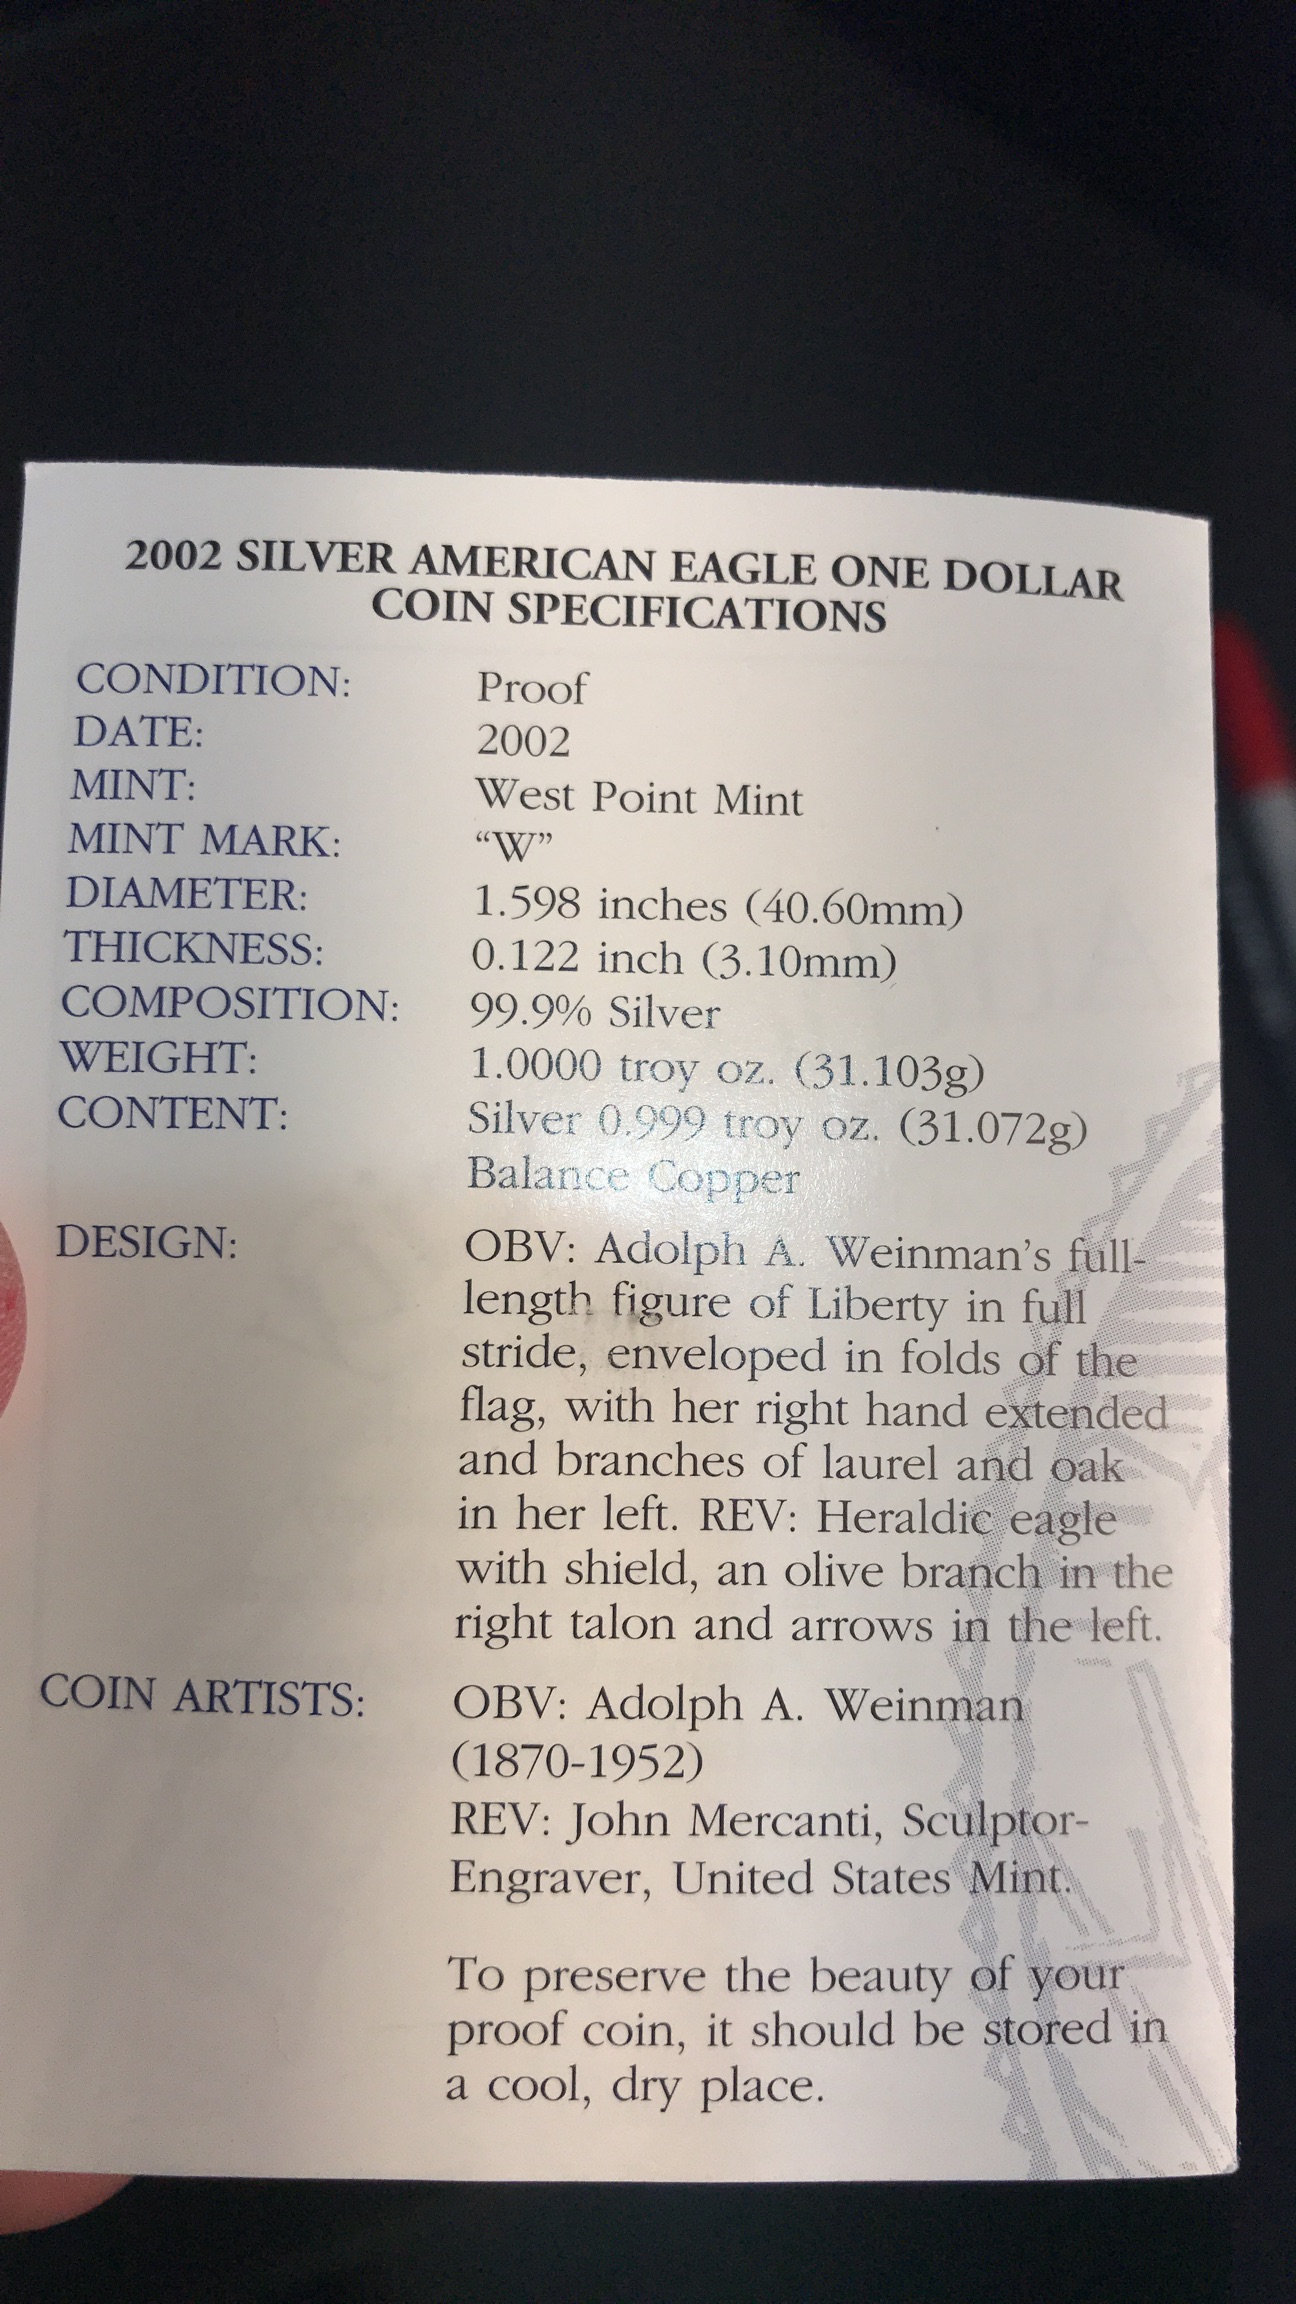 2002 SILVER AMERICAN EAGLE ONE DOLLAR
COIN SPECIFICATIONS
CONDITION: Proof
DATE: 2002
MINT: West Point Mint
MINT MARK: “W”
DIAMETER: 1.598 inches (40.60mm)
THICKNESS: 0.122 inch (3.10mm)
COMPOSITION: 99.9% Silver
WEIGHT: 1.0000 troy oz. (31.103g)
CONTENT: Silver 0.999 troy oz. (31.072g)
Balance Copper
DESIGN: OBV: Adolph A. Weinman’s full-
length figure of Liberty in full
stride, enveloped in folds of the
flag, with her right hand extended
and branches of laurel and oak
in her left. REV: Heraldic eagle
with shield, an olive branch in the
right talon and arrows in the left.
COIN ARTISTS: OBV: Adolph A. Weinman
(1870-1952)
REV: John Mercanti, Sculptor-
Engraver, United States Mint.
To preserve the beauty of your
proof coin, it should be stored in
a cool, dry place.